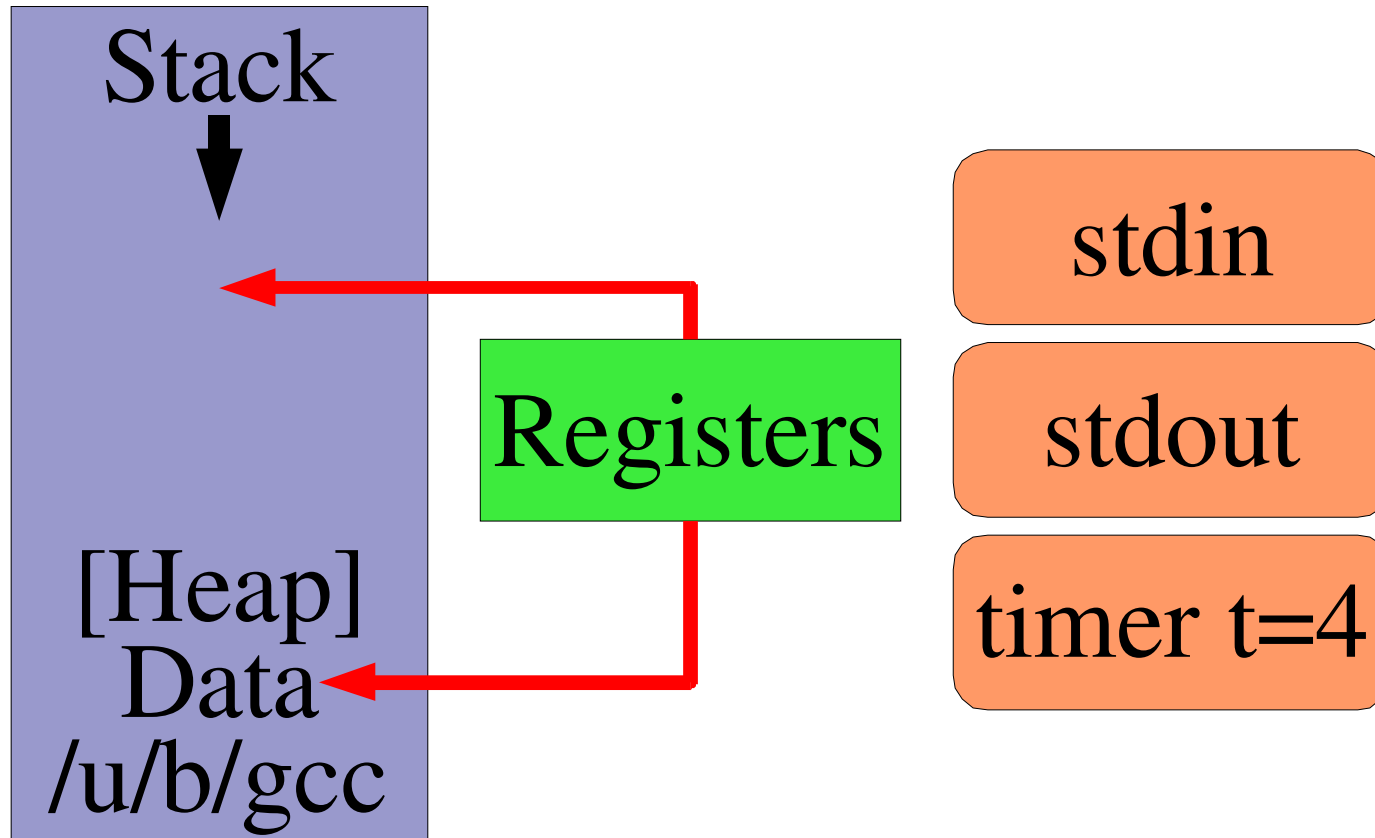 Stack
[Heap]
Data
/u/b/gcc
Registers
stdin
stdout
timer t=4